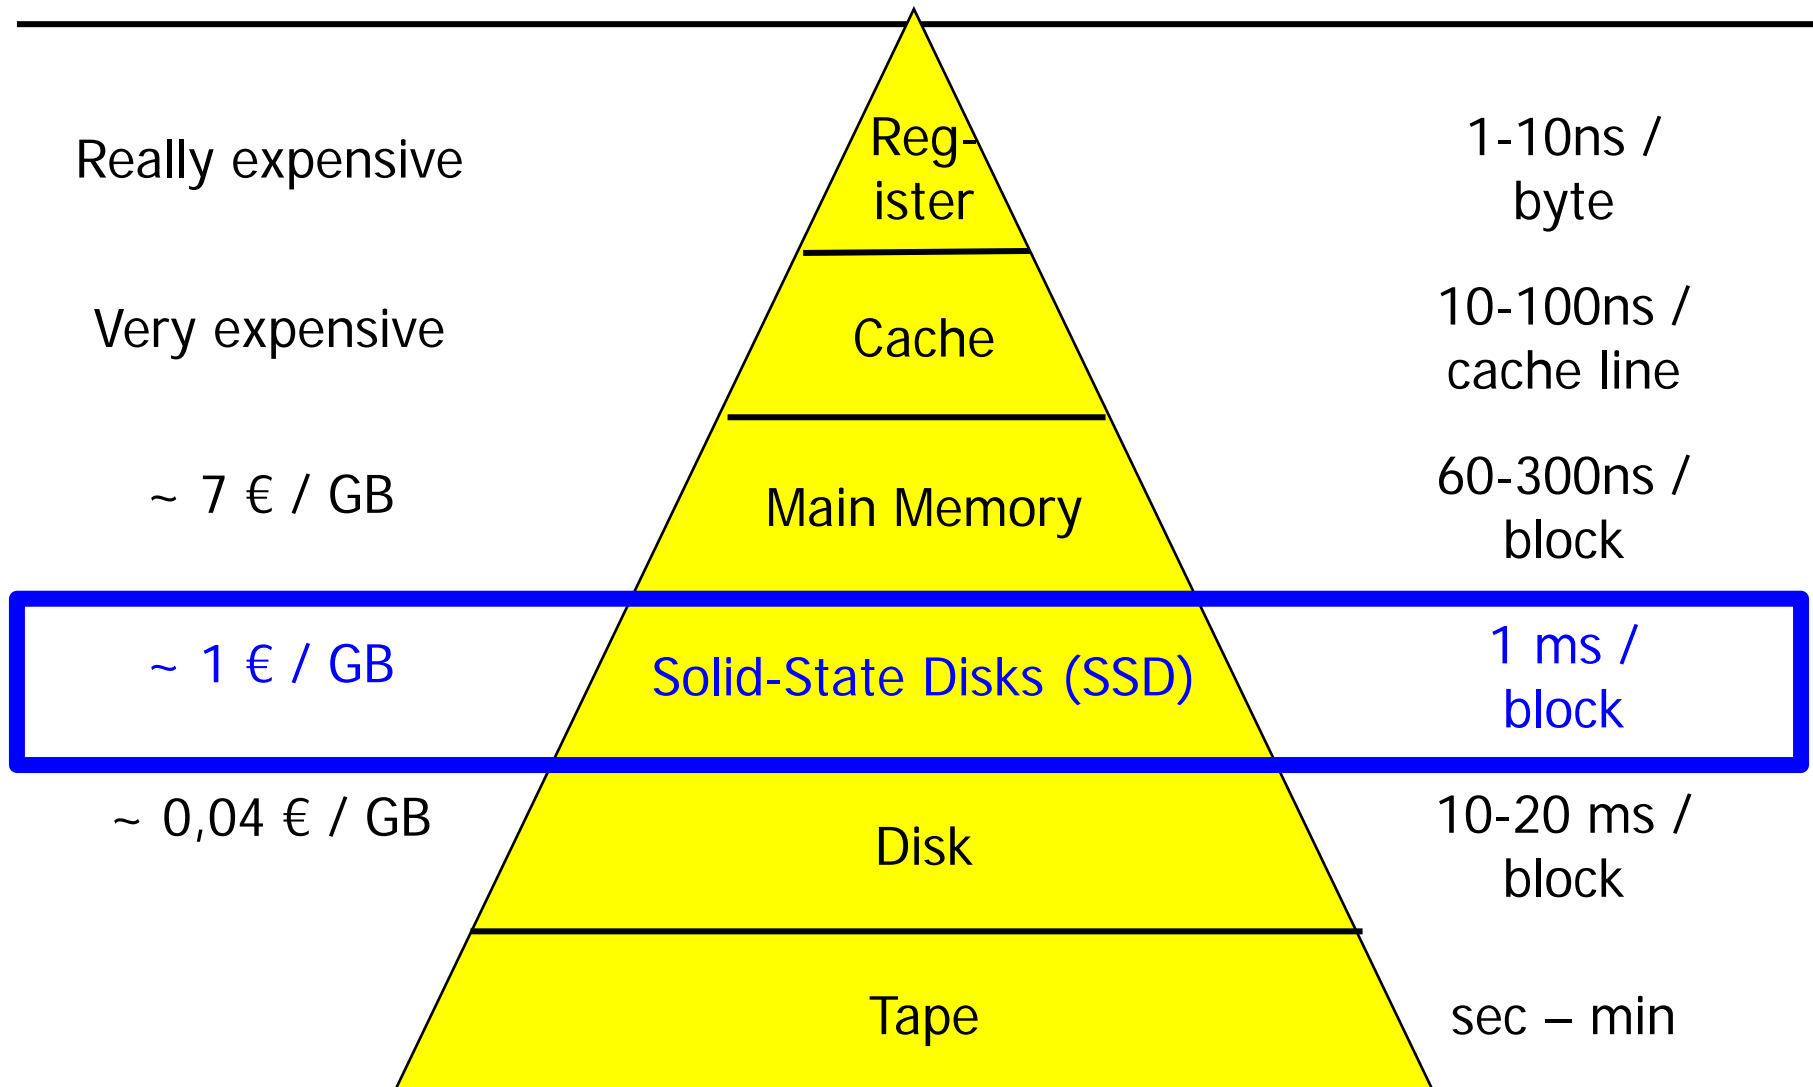 Really expensive
Reg-
ister
1-10ns /
byte
Very expensive
Cache
10-100ns /
cache line
~ 7 € / GB
Main Memory
60-300ns /
block
~ 1 € / GB
Solid-State Disks (SSD)
1 ms /
block
~ 0,04 € / GB
Disk
10-20 ms /
block
Tape
sec – min